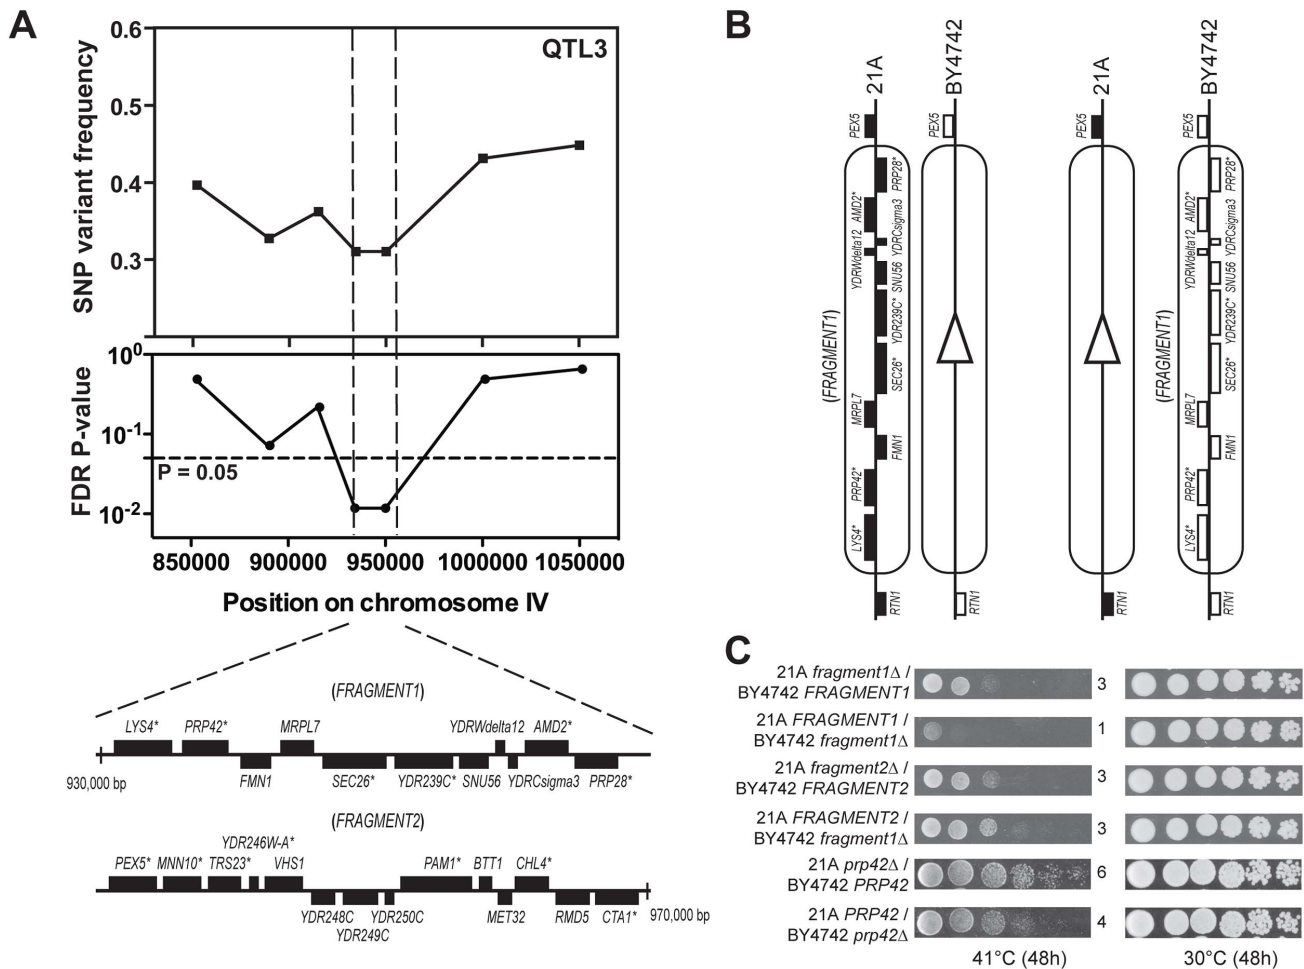 A
QTL3
SNP variant frequency
0.6
0.5
0.4
0.3
FDR P-value
10^0
10^-1
10^-2
P = 0.05
850000 900000 950000 1000000 1050000
Position on chromosome IV
(FRAGMENT1)
LYS4* PRP42* MRPL7 YDRWdelta12 AMD2*
FMN1 SEC26* YDR239C* SNU56 YDRCsigma3 PRP28*
930,000 bp
(FRAGMENT2)
YDR246W-A*
PEX5* MNN10* TRS23* VHS1 PAM1* BTT1 CHL4*
YDR248C YDR250C MET32 RMD5 CTA1*
YDR249C
970,000 bp
B
21A
BY4742
21A
BY4742
PEX5
PEX5
PEX5
PEX5
(FRAGMENT1)
PRP28*
AMD2*
YDRCsigma3
YDRWdelta12
SNU56
YDR239C*
SEC26*
MRPL7
FMN1
PRP42*
LYS4*
RTN1
RTN1
RTN1
(FRAGMENT1)
PRP28*
AMD2*
YDRCsigma3
YDRWdelta12
SNU56
YDR239C*
SEC26*
MRPL7
FMN1
PRP42*
LYS4*
RTN1
C
21A fragment1Δ /
BY4742 FRAGMENT1
3
21A FRAGMENT1 /
BY4742 fragment1Δ
1
21A fragment2Δ /
BY4742 FRAGMENT2
3
21A FRAGMENT2 /
BY4742 fragment1Δ
3
21A prp42Δ /
BY4742 PRP42
6
21A PRP42 /
BY4742 prp42Δ
4
41°C (48h)
30°C (48h)